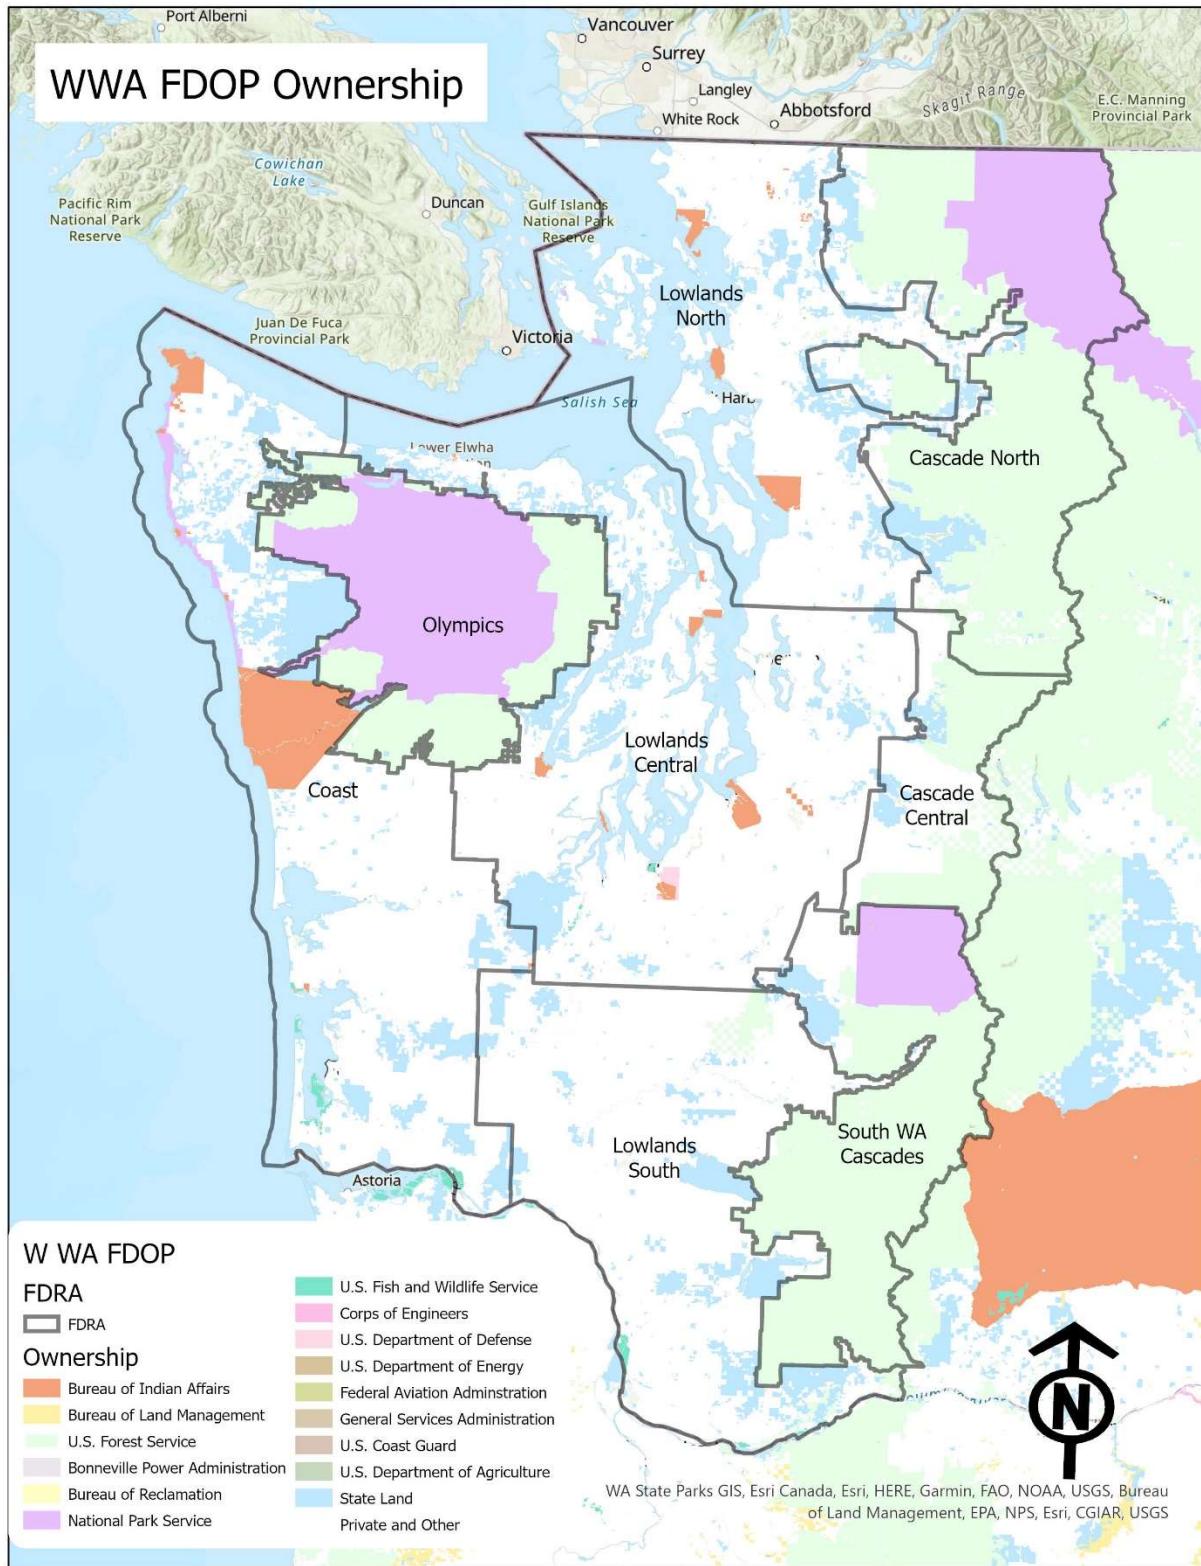 Port Alberni
Vancouver
Surrey
WWA FDOP Ownership
Langley
Abbotsford
Skagit Range
E.C. Manning
Provincial Park
White Rock
Cowichan
Lake
Pacific Rim
National Park
Reserve
Duncan
Gulf Islands
National Park
Reserve
Lowlands
North
Juan De Fuca
Provincial Park
Victoria
Salish Sea
Harb
Lower Elwha
Cascade North
Olympics
Lowlands
Central
Coast
Cascade
Central
Lowlands
South
South WA
Cascades
Astoria
W WA FDOP
FDRA
FDRA
Ownership
Bureau of Indian Affairs
Bureau of Land Management
U.S. Forest Service
Bonneville Power Administration
Bureau of Reclamation
National Park Service
U.S. Fish and Wildlife Service
Corps of Engineers
U.S. Department of Defense
U.S. Department of Energy
Federal Aviation Adminstration
General Services Administration
U.S. Coast Guard
U.S. Department of Agriculture
State Land
Private and Other
N
WA State Parks GIS, Esri Canada, Esri, HERE, Garmin, FAO, NOAA, USGS, Bureau
of Land Management, EPA, NPS, Esri, CGIAR, USGS